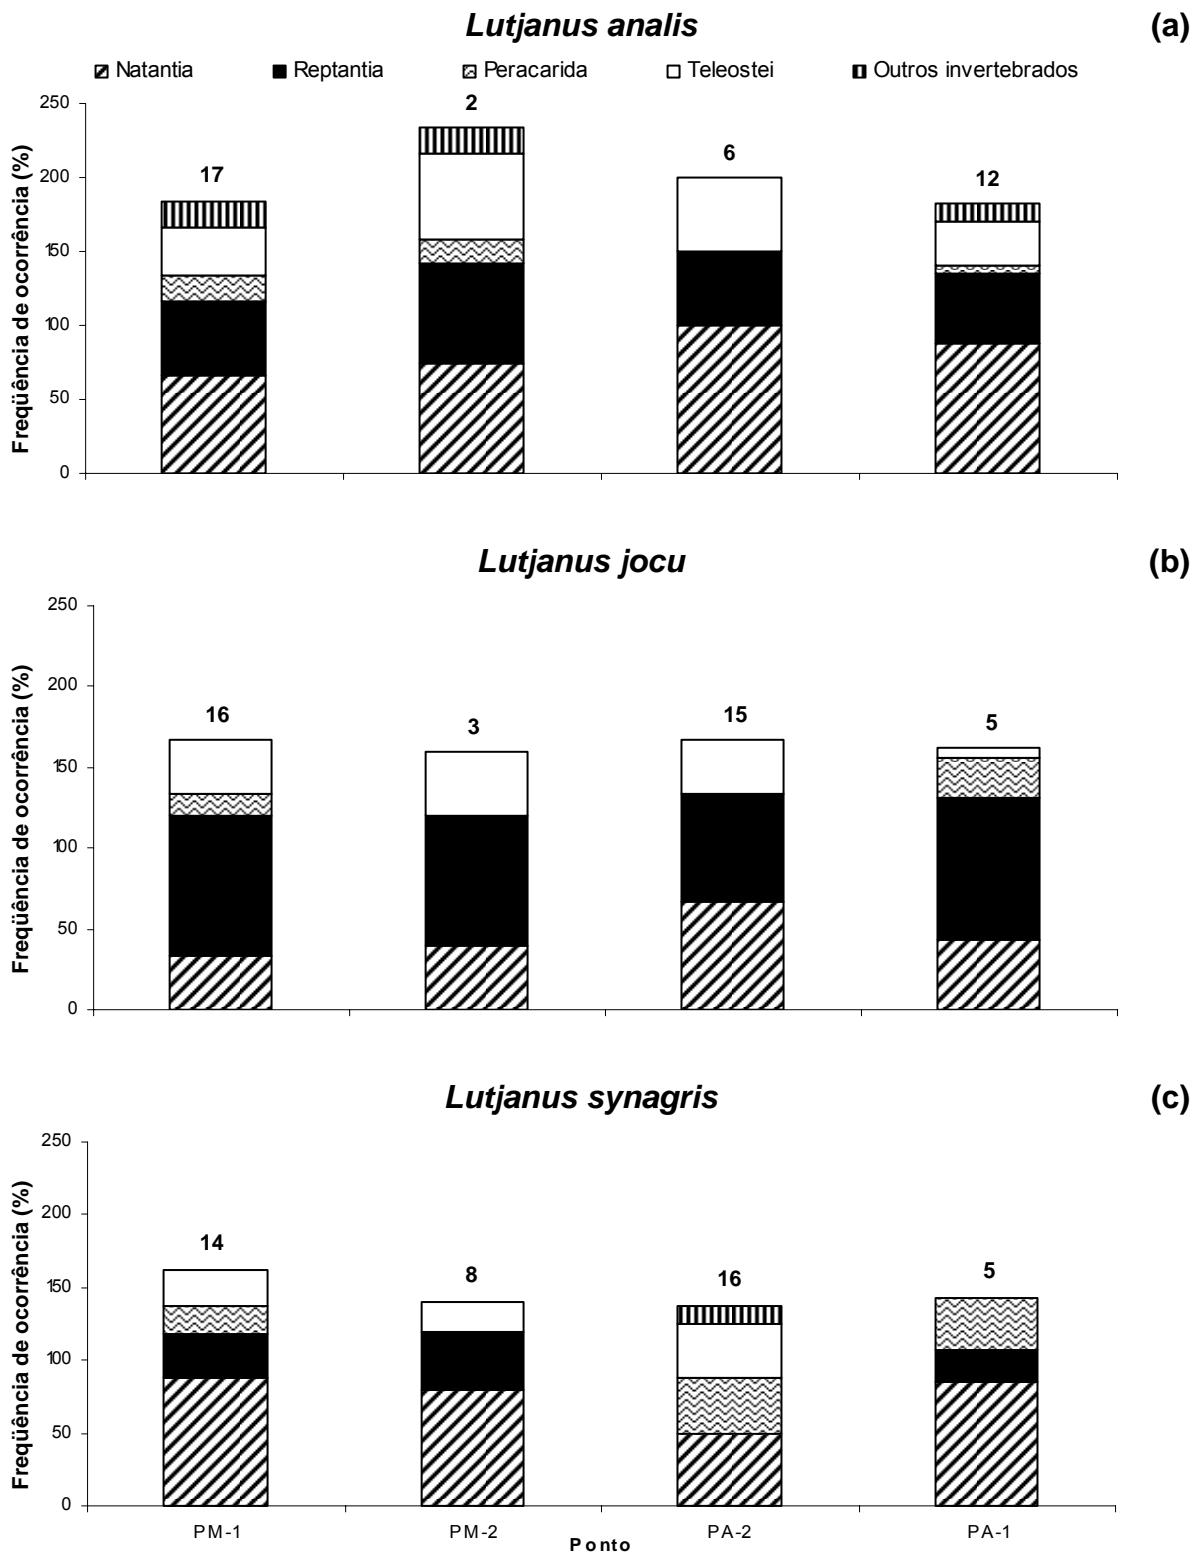 Lutjanus analis (a)
Natantia Reptantia Peracarida Teleostei Outros invertebrados
Freqüência de ocorrência (%)
250
200
150
100
50
0
17 2 6 12
Lutjanus jocu (b)
Freqüência de ocorrência (%)
250
200
150
100
50
0
16 3 15 5
Lutjanus synagris (c)
Freqüência de ocorrência (%)
250
200
150
100
50
0
14 8 16 5
PM-1 PM-2 PA-2 PA-1
Ponto